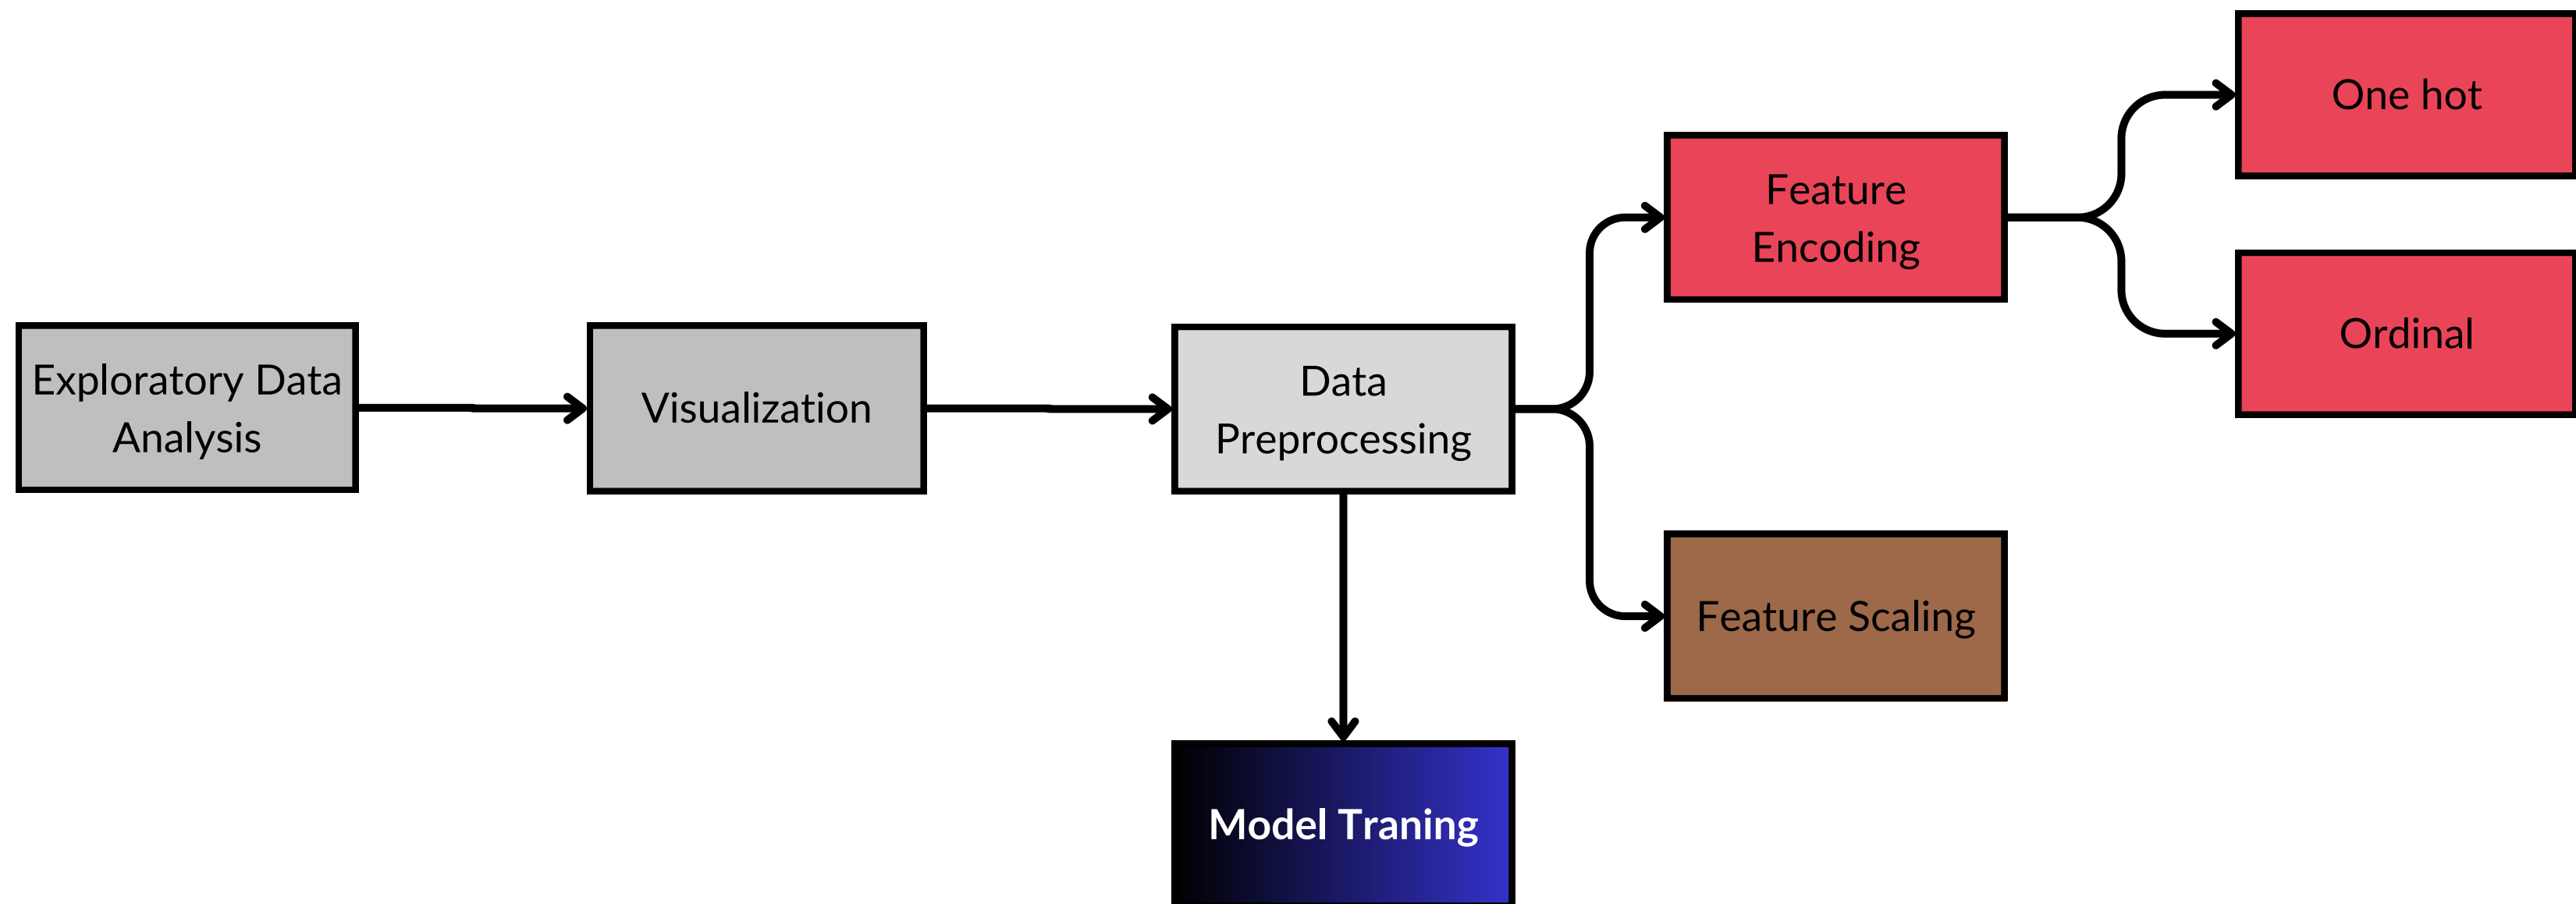 One hot
Feature
Encoding
Ordinal
Exploratory Data
Analysis
Visualization
Data
Preprocessing
Feature Scaling
Model Traning